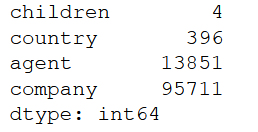 children 4
country 396
agent 13851
company 95711
dtype: int64